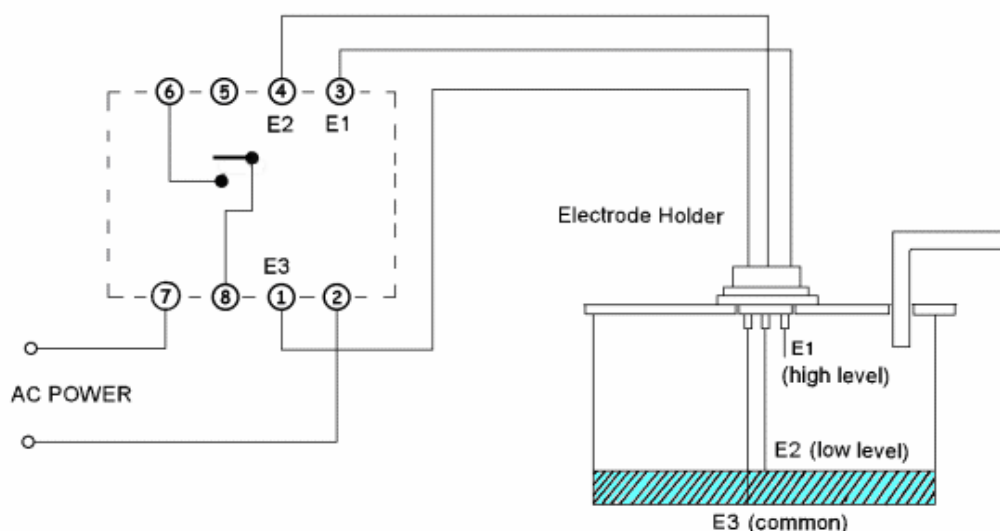 6 5 4 3
E2 E1
Electrode Holder
E3
7 8 1 2
E1
(high level)
AC POWER
E2 (low level)
E3 (common)